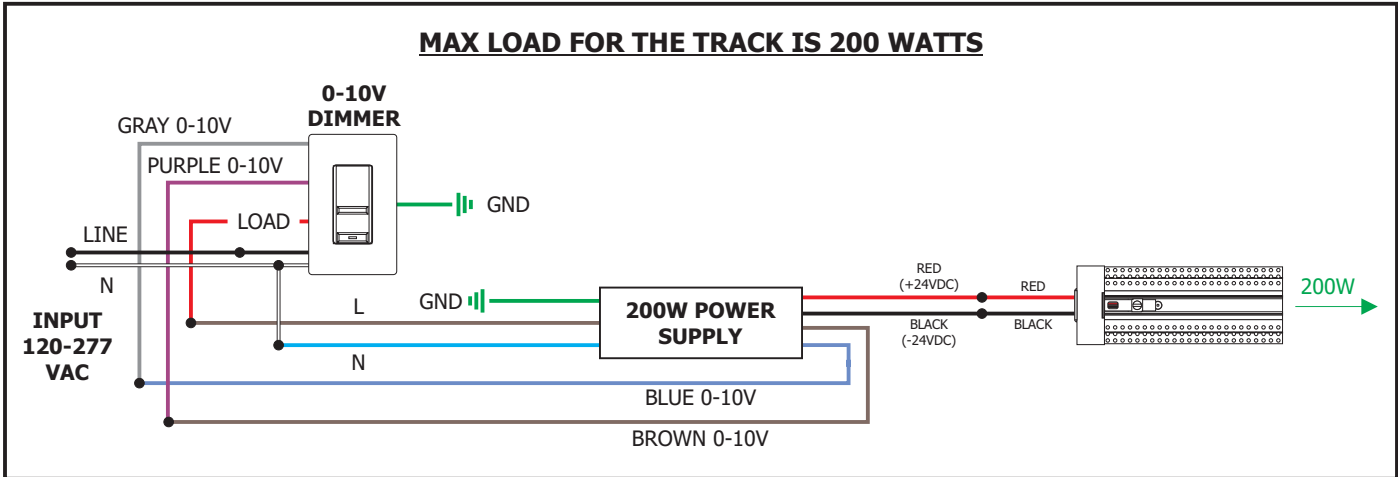 MAX LOAD FOR THE TRACK IS 200 WATTS
0-10V
DIMMER
GRAY 0-10V
PURPLE 0-10V
LOAD
GND
LINE
N
INPUT
120-277
VAC
L
N
GND
200W POWER
SUPPLY
RED
(+24VDC)
RED
BLACK
(-24VDC)
BLACK
200W
BLUE 0-10V
BROWN 0-10V